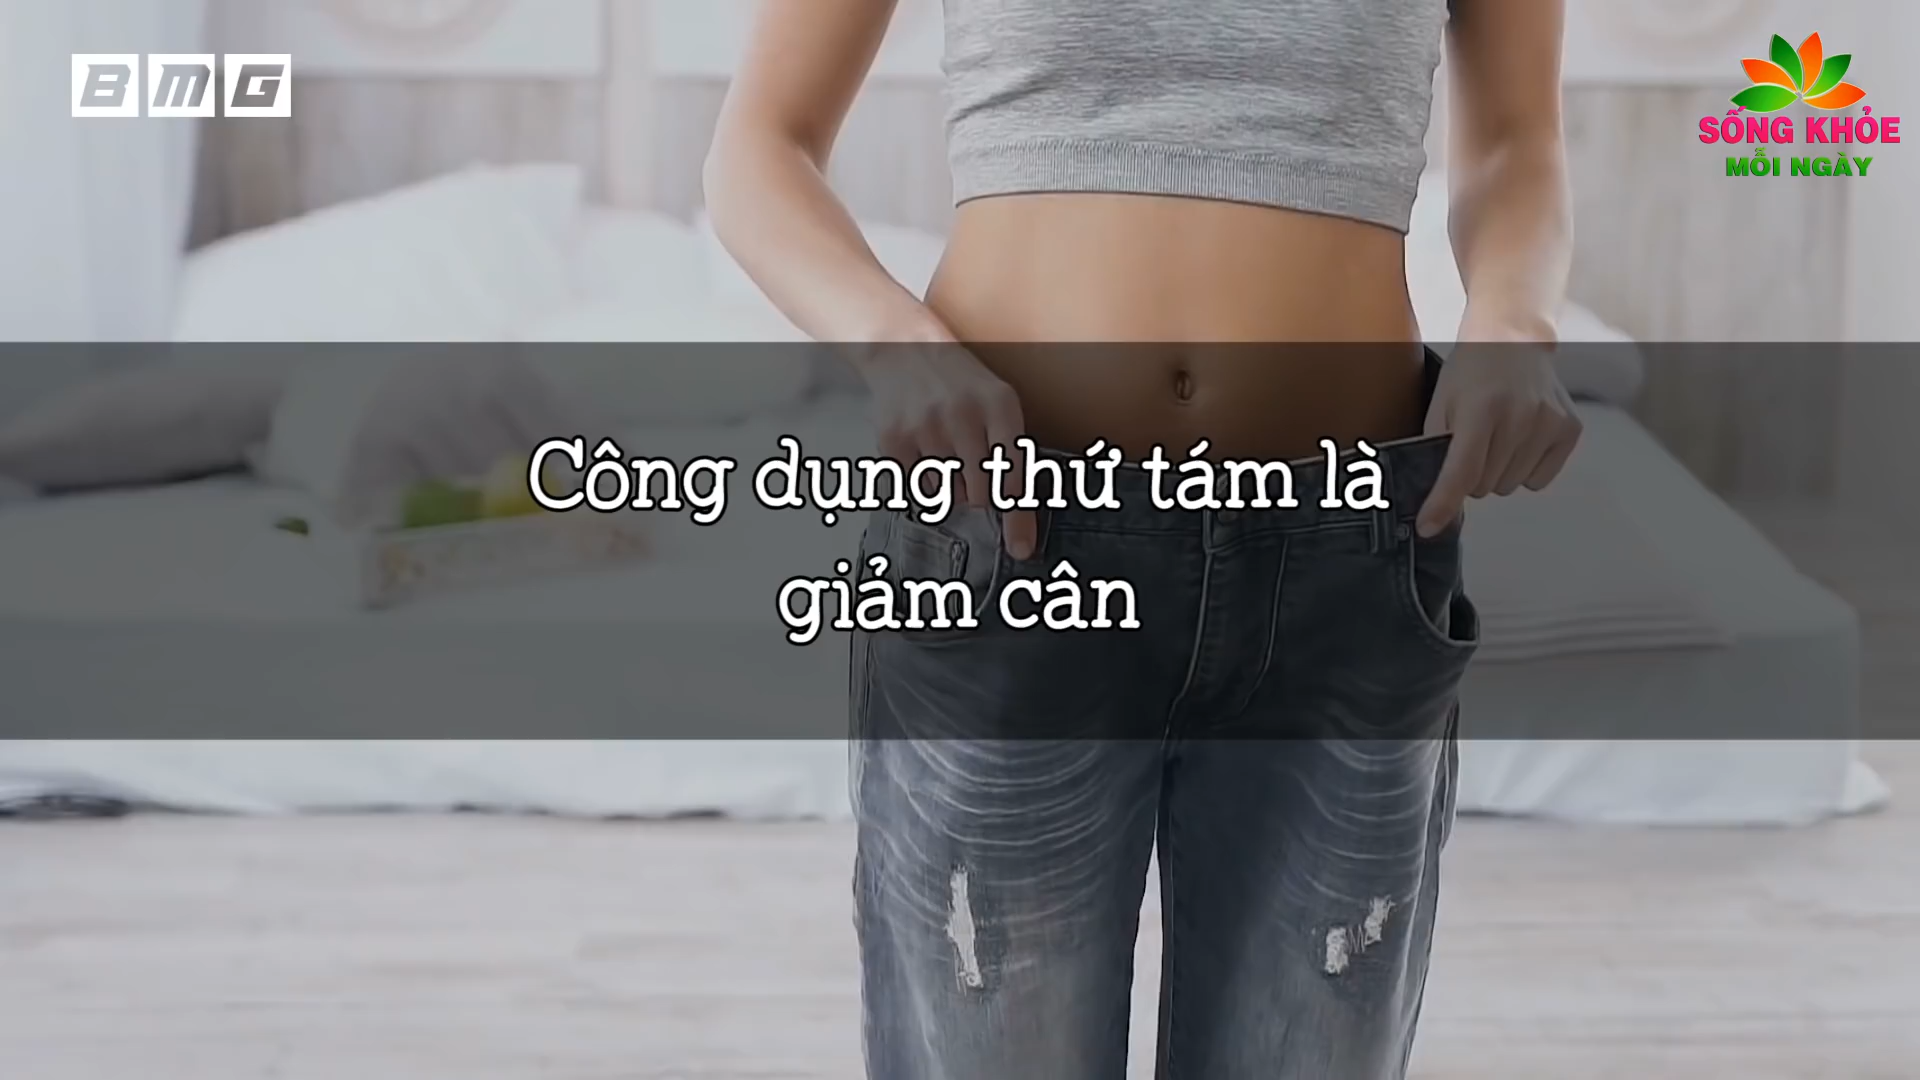 BMG
SỐNG KHỎE
MỖI NGÀY
Công dụng thứ tám là
giảm cân